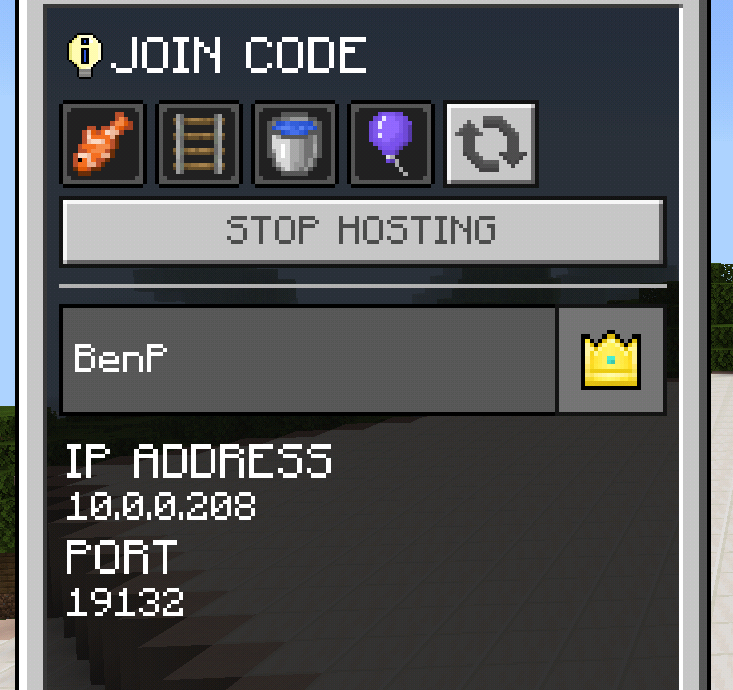 JOIN CODE
STOP HOSTING
BenP
IP ADDRESS
10.0.0.208
PORT
19132